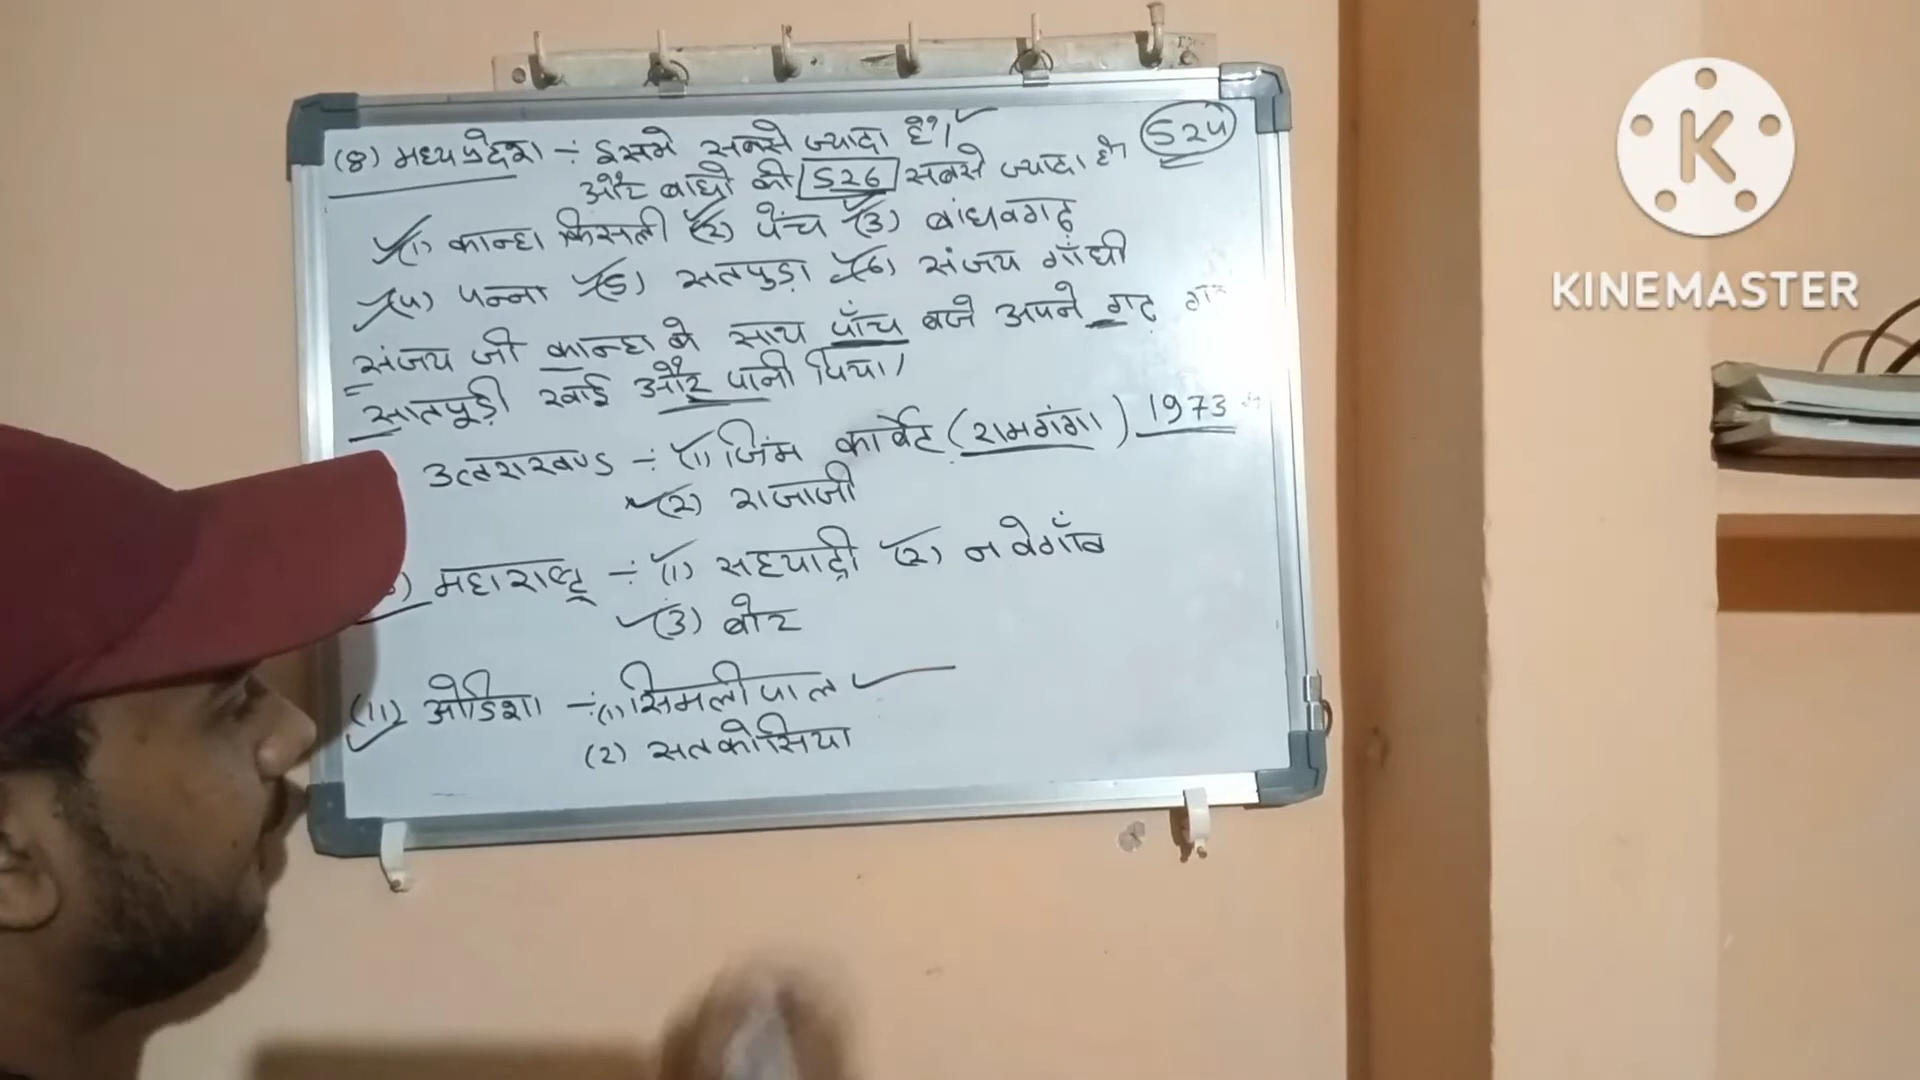 (8) मध्यप्रदेश -: इसमे सबसे ज्यादा है।
524
और बाघो की 526 सबसे ज्यादा है
(1) कान्हा किसली (2) पेंच (3) बांधवगढ़
(4) पन्ना (5) सतपुड़ा (6) संजय गाँधी
संजय जी कान्हा के साथ पाँच बजे अपने गढ़
सातपूड़ी खाई और पानी पिया।
उत्तराखण्ड -: (1) जिम कार्बेट (रामगंगा) 1973
(2) राजाजी
महाराष्ट्र -: (1) सहयाद्री (2) नवेगाँव
(3) बोर
(11) ओडिशा -: (1) सिमलीपाल
(2) सतकोसिया
K
KINEMASTER